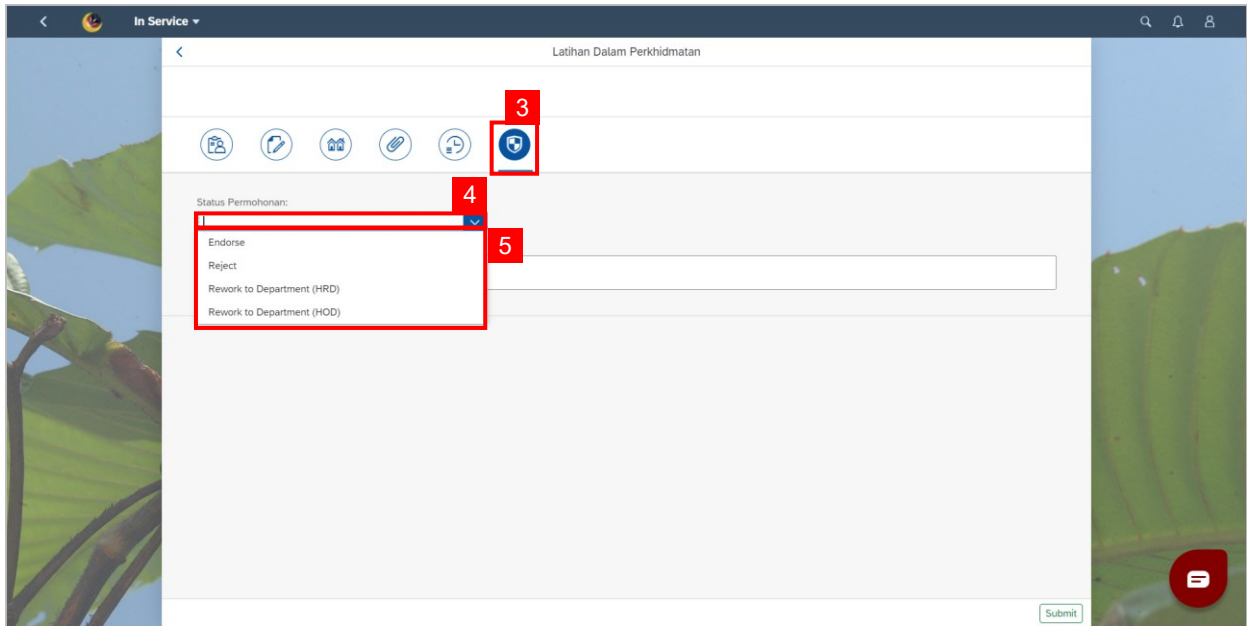 In Service
Latihan Dalam Perkhidmatan
3
4
Status Permohonan:
5
Endorse
Reject
Rework to Department (HRD)
Rework to Department (HOD)
Submit